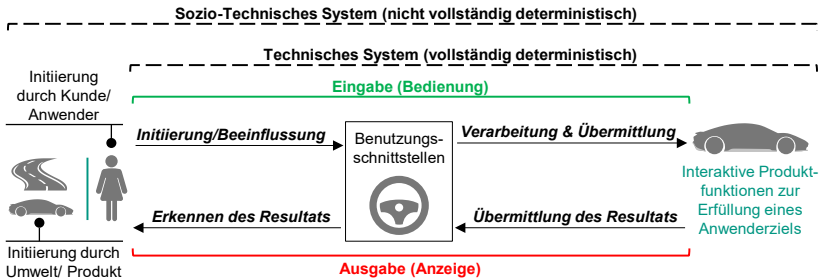 Sozio-Technisches System (nicht vollständig deterministisch)
Technisches System (vollständig deterministisch)
Initiierung
durch Kunde/
Anwender
Eingabe (Bedienung)
Initiierung/Beeinflussung
Benutzungs-
schnittstellen
Verarbeitung & Übermittlung
Interaktive Produkt-
funktionen zur
Erfüllung eines
Anwenderziels
Erkennen des Resultats
Übermittlung des Resultats
Initiierung durch
Umwelt/ Produkt
Ausgabe (Anzeige)